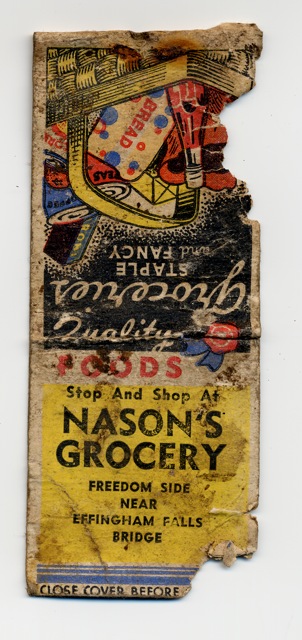 BREAD
Groceries
STAPLE
and FANCY
Quality
FOODS
Stop And Shop At
NASON'S
GROCERY
FREEDOM SIDE
NEAR
EFFINGHAM FALLS
BRIDGE
CLOSE COVER BEFORE